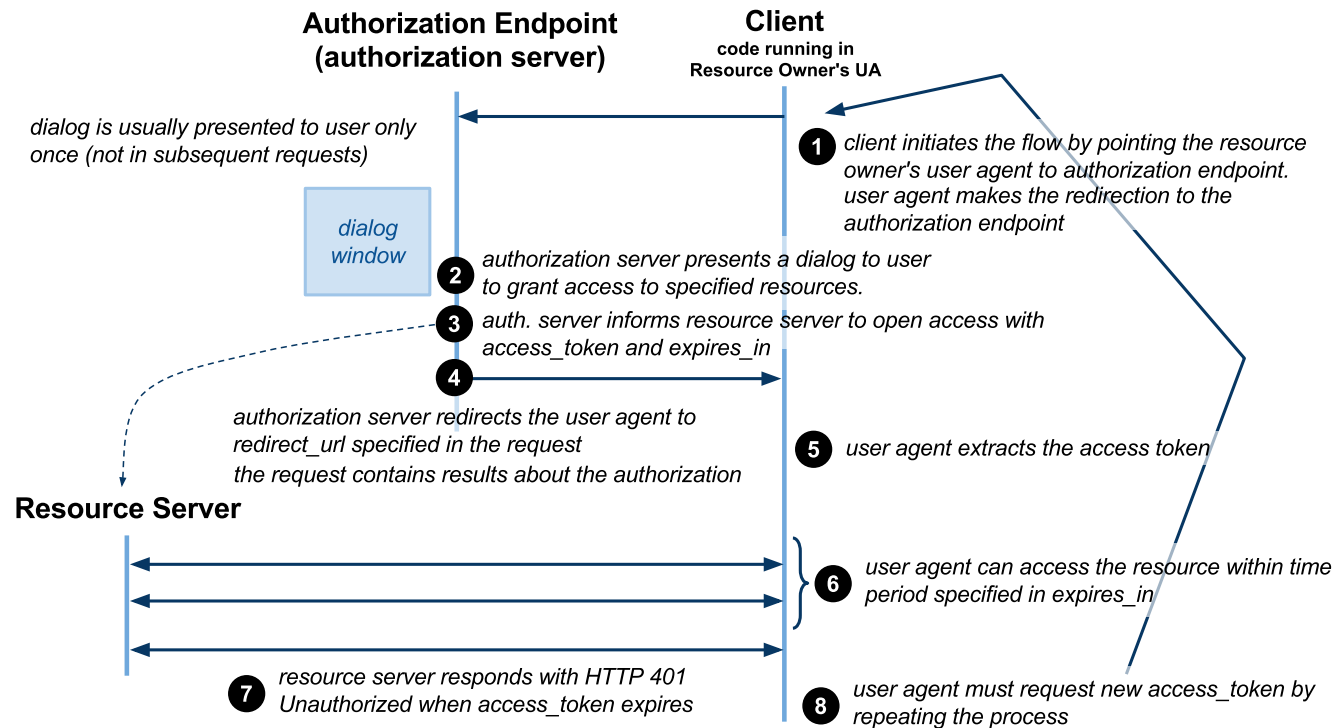 Authorization Endpoint
(authorization server)
Client
code running in
Resource Owner's UA
dialog is usually presented to user only
once (not in subsequent requests)
1 client initiates the flow by pointing the resource
owner's user agent to authorization endpoint.
user agent makes the redirection to the
authorization endpoint
dialog
window
2 authorization server presents a dialog to user
to grant access to specified resources.
3 auth. server informs resource server to open access with
access_token and expires_in
4
authorization server redirects the user agent to
redirect_url specified in the request
the request contains results about the authorization
5 user agent extracts the access token
Resource Server
6 user agent can access the resource within time
period specified in expires_in
7 resource server responds with HTTP 401
Unauthorized when access_token expires
8 user agent must request new access_token by
repeating the process